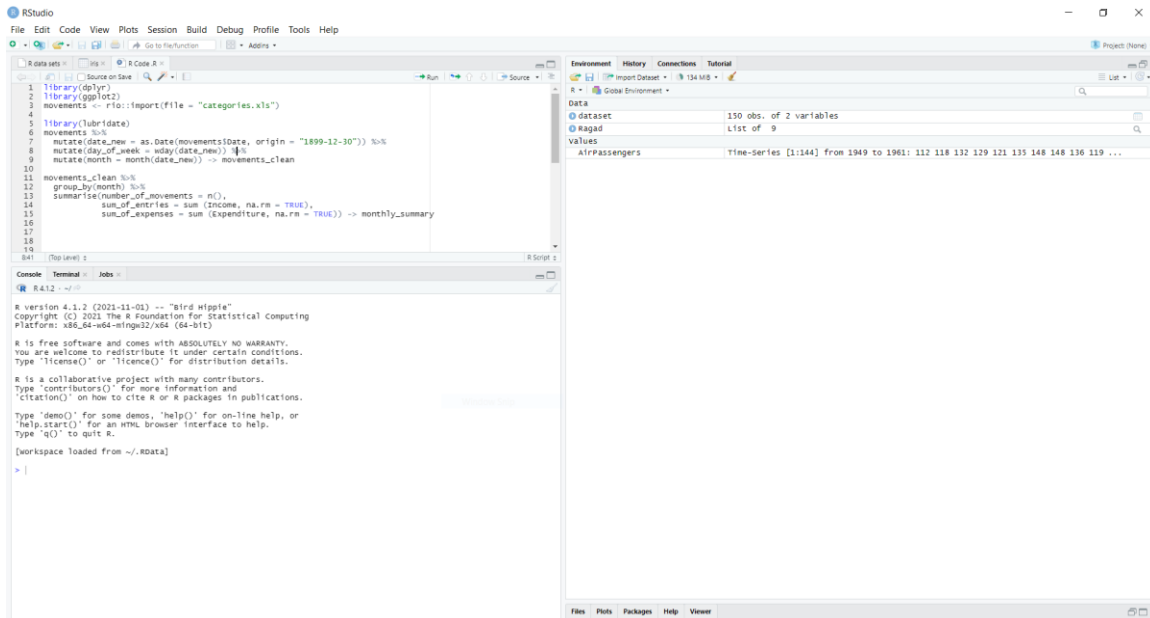 RStudio
File Edit Code View Plots Session Build Debug Profile Tools Help
Go to file/function Addins
Project: (None)
R data sets × His × R Code .R ×
Source on Save Run Source
1 library(dplyr)
2 library(ggplot2)
3 movements <- rio::import(file = "categories.xls")
4
5 library(lubridate)
6 movements %>%
7 mutate(date_new = as.Date(movements$Date, origin = "1899-12-30")) %>%
8 mutate(day_of_week = wday(date_new)) %>%
9 mutate(month = month(date_new)) -> movements_clean
10
11 movements_clean %>%
12 group_by(month) %>%
13 summarise(number_of_movements = n(),
14 sum_of_entries = sum (Income, na.rm = TRUE),
15 sum_of_expenses = sum (Expenditure, na.rm = TRUE)) -> monthly_summary
16
17
18
19
8:41 (Top Level) R Script
Console Terminal × Jobs ×
R 4.1.2 · ~/
R version 4.1.2 (2021-11-01) -- "Bird Hippie"
Copyright (C) 2021 The R Foundation for Statistical Computing
Platform: x86_64-w64-mingw32/x64 (64-bit)
R is free software and comes with ABSOLUTELY NO WARRANTY.
You are welcome to redistribute it under certain conditions.
Type 'license()' or 'licence()' for distribution details.
R is a collaborative project with many contributors.
Type 'contributors()' for more information and
'citation()' on how to cite R or R packages in publications.
Type 'demo()' for some demos, 'help()' for on-line help, or
'help.start()' for an HTML browser interface to help.
Type 'q()' to quit R.
[Workspace loaded from ~/.RData]
>
Environment History Connections Tutorial
Import Dataset 134 MiB List
R Global Environment
Data
dataset 150 obs. of 2 variables
Ragad List of 9
Values
AirPassengers Time-Series [1:144] from 1949 to 1961: 112 118 132 129 121 135 148 148 136 119 ...
Files Plots Packages Help Viewer